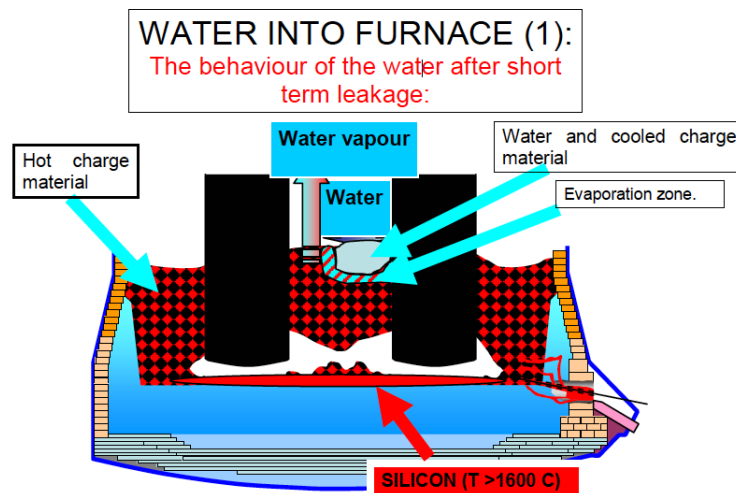 WATER INTO FURNACE (1):
The behaviour of the water after short
term leakage:
Water vapour
Water and cooled charge
material
Hot charge
material
Water
Evaporation zone.
SILICON (T >1600 C)